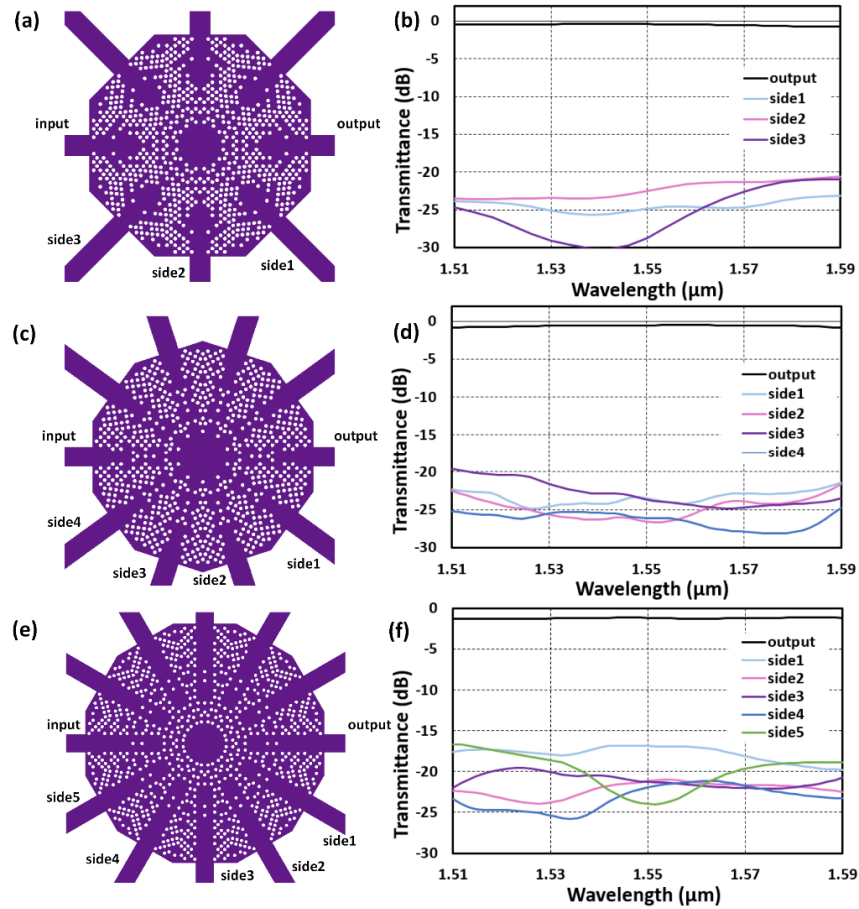 (a)
input
output
side3
side2
side1
(b)
Transmittance (dB)
0
-5
-10
-15
-20
-25
-30
output
side1
side2
side3
1.51
1.53
1.55
1.57
1.59
Wavelength (μm)
(c)
input
output
side4
side3
side2
side1
(d)
Transmittance (dB)
0
-5
-10
-15
-20
-25
-30
output
side1
side2
side3
side4
1.51
1.53
1.55
1.57
1.59
Wavelength (μm)
(e)
input
output
side5
side4
side3
side2
side1
(f)
Transmittance (dB)
0
-5
-10
-15
-20
-25
-30
output
side1
side2
side3
side4
side5
1.51
1.53
1.55
1.57
1.59
Wavelength (μm)